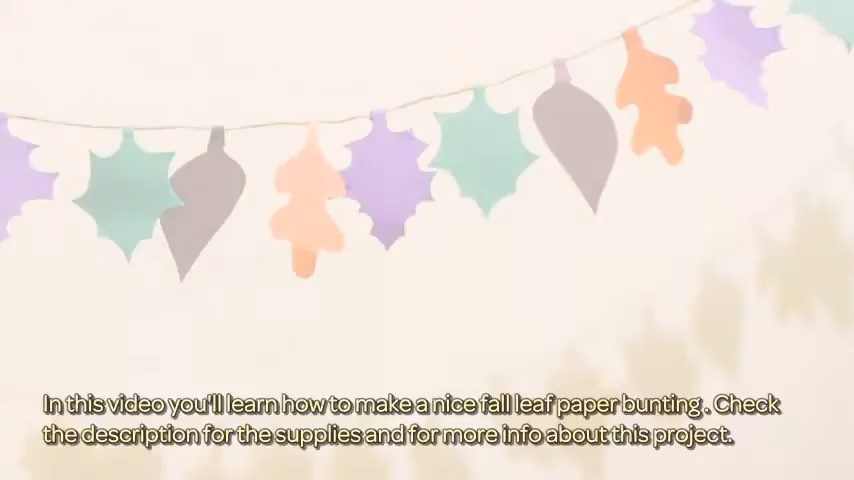 In this video you'll learn how to make a nice fall leaf paper bunting . Check
the description for the supplies and for more info about this project.